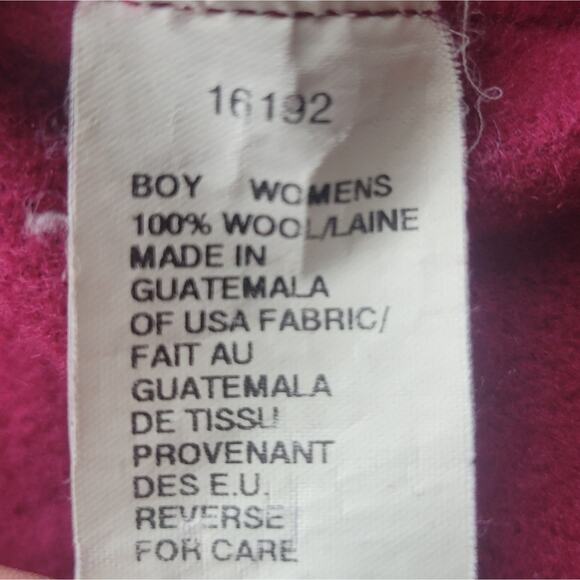 16192
BOY WOMENS
100% WOOL/LAINE
MADE IN
GUATEMALA
OF USA FABRIC/
FAIT AU
GUATEMALA
DE TISSU
PROVENANT
DES E.U.
REVERSE
FOR CARE